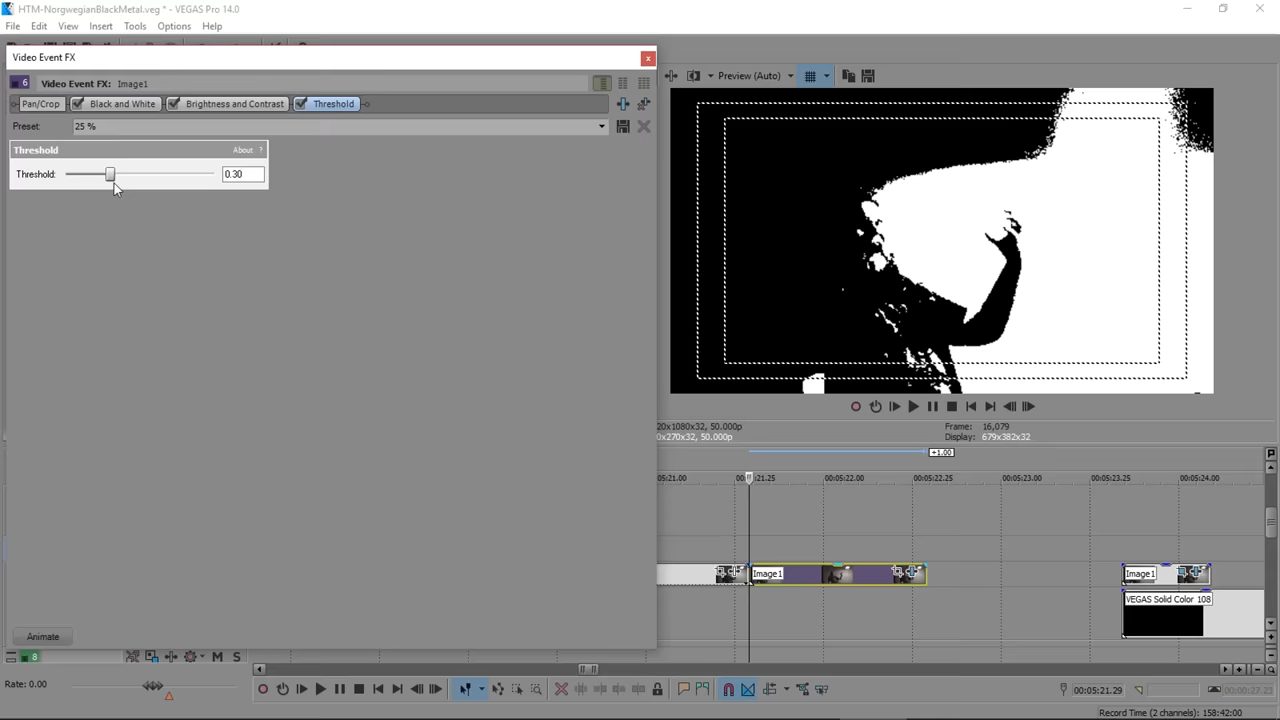 HTM-NorgwegianBlackMetal.veg * - VEGAS Pro 14.0
File Edit View Insert Tools Options Help
Video Event FX x
Video Event FX: Image1
Pan/Crop Black and White Brightness and Contrast Threshold
Preset: 25 %
Threshold About ?
Threshold: 0.30
Animate
Preview (Auto)
20x1080x32, 50.000p Frame: 16,079
0x270x32, 50.000p Display: 679x382x32
+1.00
05:21.00 00:05:21.25 00:05:22.00 00:05:22.25 00:05:23.00 00:05:23.25 00:05:24.00
Image1 Image1
VEGAS Solid Color 108
8 M S
Rate: 0.00
00:05:21.29 00:00:27.23
Record Time (2 channels): 158:42:00